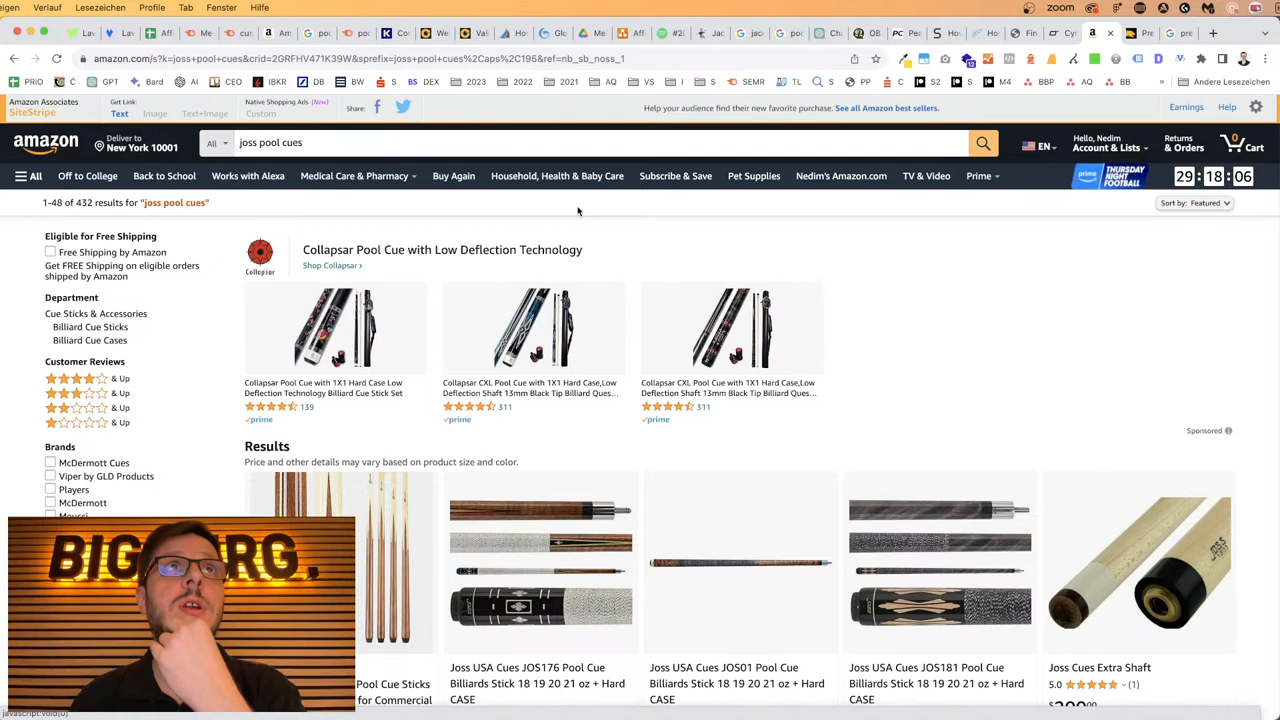 eigen Verlauf Lesezeichen Profile Tab Fenster Hilfe zoom
amazon.com/s?k=joss+pool+cues&crid=2GRFHV471K39W&sprefix=joss+pool+cues%2Caps%2C195&ref=nb_sb_noss_1
PRIO GPT Bard AI CEO IBKR DB BW BS DEX 2023 2022 2021 AQ VS I S SEMR TL S PP C S2 S M4 BBP AQ BB » Andere Lesezeichen
Amazon Associates
SiteStripe
Get Link:
Text Image Text+Image
Native Shopping Ads (New)
Custom
Share:
Help your audience find their new favorite purchase. See all Amazon best sellers.
Earnings Help
amazon
Deliver to
New York 10001
All
joss pool cues
EN
Hello, Nedim
Account & Lists
Returns
& Orders
0
Cart
All Off to College Back to School Works with Alexa Medical Care & Pharmacy Buy Again Household, Health & Baby Care Subscribe & Save Pet Supplies Nedim's Amazon.com TV & Video Prime
prime THURSDAY NIGHT FOOTBALL 29:18:06
1-48 of 432 results for "joss pool cues"
Sort by: Featured
Eligible for Free Shipping
Free Shipping by Amazon
Get FREE Shipping on eligible orders
shipped by Amazon
Department
Cue Sticks & Accessories
Billiard Cue Sticks
Billiard Cue Cases
Customer Reviews
& Up
& Up
& Up
& Up
Brands
McDermott Cues
Viper by GLD Products
Players
McDermott
Collapsar
Collapsar Pool Cue with Low Deflection Technology
Shop Collapsar ›
Collapsar Pool Cue with 1X1 Hard Case Low
Deflection Technology Billiard Cue Stick Set
139
prime
Collapsar CXL Pool Cue with 1X1 Hard Case,Low
Deflection Shaft 13mm Black Tip Billiard Ques…
311
prime
Collapsar CXL Pool Cue with 1X1 Hard Case,Low
Deflection Shaft 13mm Black Tip Billiard Ques…
311
prime
Sponsored
Results
Price and other details may vary based on product size and color.
Pool Cue Sticks
for Commercial
Joss USA Cues JOS176 Pool Cue
Billiards Stick 18 19 20 21 oz + Hard
CASE
Joss USA Cues JOS01 Pool Cue
Billiards Stick 18 19 20 21 oz + Hard
CASE
Joss USA Cues JOS181 Pool Cue
Billiards Stick 18 19 20 21 oz + Hard
CASE
Joss Cues Extra Shaft
5.0 (1)
javascript:void(0)